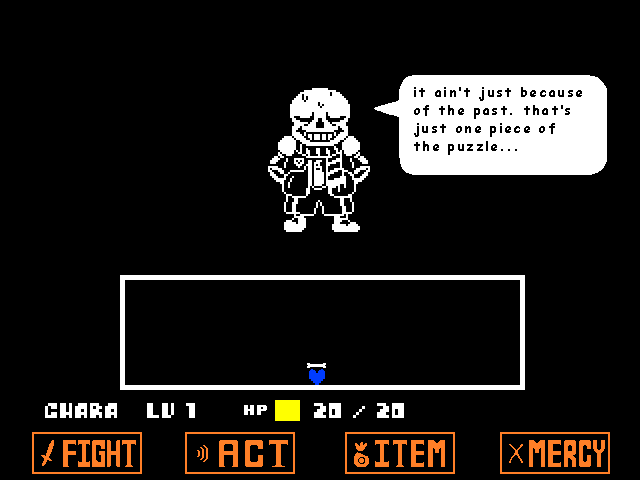 it ain't just because
of the past. that's
just one piece of
the puzzle...
CHARA LV 1 HP 20 / 20
FIGHT ACT ITEM MERCY